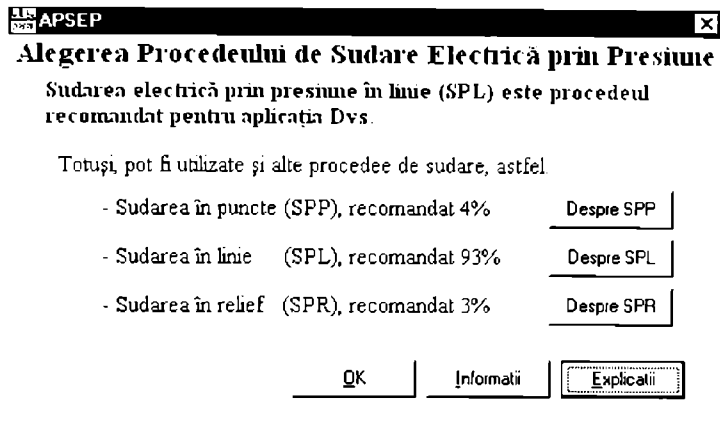 APSEP
Alegerea Procedeului de Sudare Electrică prin Presiune
Sudarea electrică prin presiune în linie (SPL) este procedeul
recomandat pentru aplicația Dvs.
Totuși, pot fi utilizate și alte procedee de sudare, astfel
- Sudarea în puncte (SPP), recomandat 4% Despre SPP
- Sudarea în linie (SPL), recomandat 93% Despre SPL
- Sudarea în relief (SPR), recomandat 3% Despre SPR
OK Informatii Explicatii